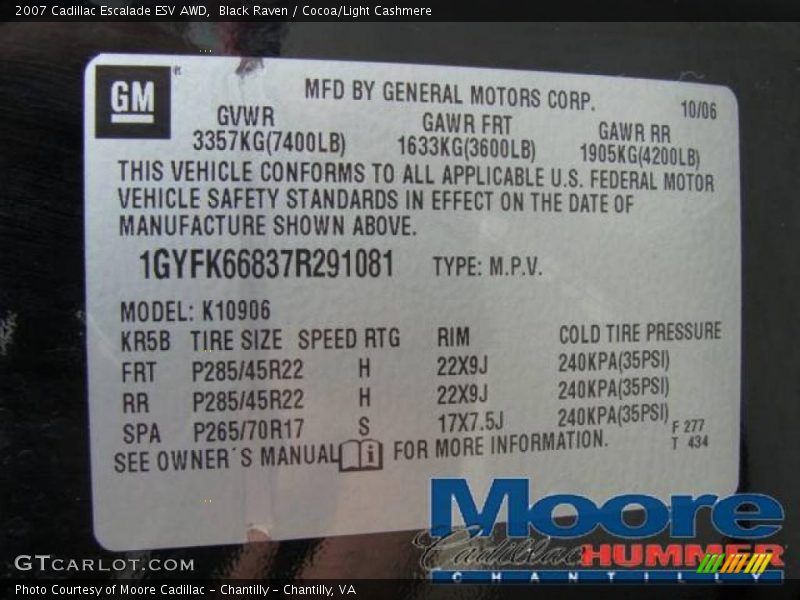 2007 Cadillac Escalade ESV AWD, Black Raven / Cocoa/Light Cashmere
GM
MFD BY GENERAL MOTORS CORP.
10/06
GVWR GAWR FRT GAWR RR
3357KG(7400LB) 1633KG(3600LB) 1905KG(4200LB)
THIS VEHICLE CONFORMS TO ALL APPLICABLE U.S. FEDERAL MOTOR
VEHICLE SAFETY STANDARDS IN EFFECT ON THE DATE OF
MANUFACTURE SHOWN ABOVE.
1GYFK66837R291081 TYPE: M.P.V.
MODEL: K10906
KR5B TIRE SIZE SPEED RTG RIM COLD TIRE PRESSURE
FRT P285/45R22 H 22X9J 240KPA(35PSI)
RR P285/45R22 H 22X9J 240KPA(35PSI)
SPA P265/70R17 S 17X7.5J 240KPA(35PSI)
F 277
T 434
SEE OWNER'S MANUAL i FOR MORE INFORMATION.
Moore
Cadillac HUMMER
CHANTILLY
GTCARLOT.COM
Photo Courtesy of Moore Cadillac - Chantilly - Chantilly, VA